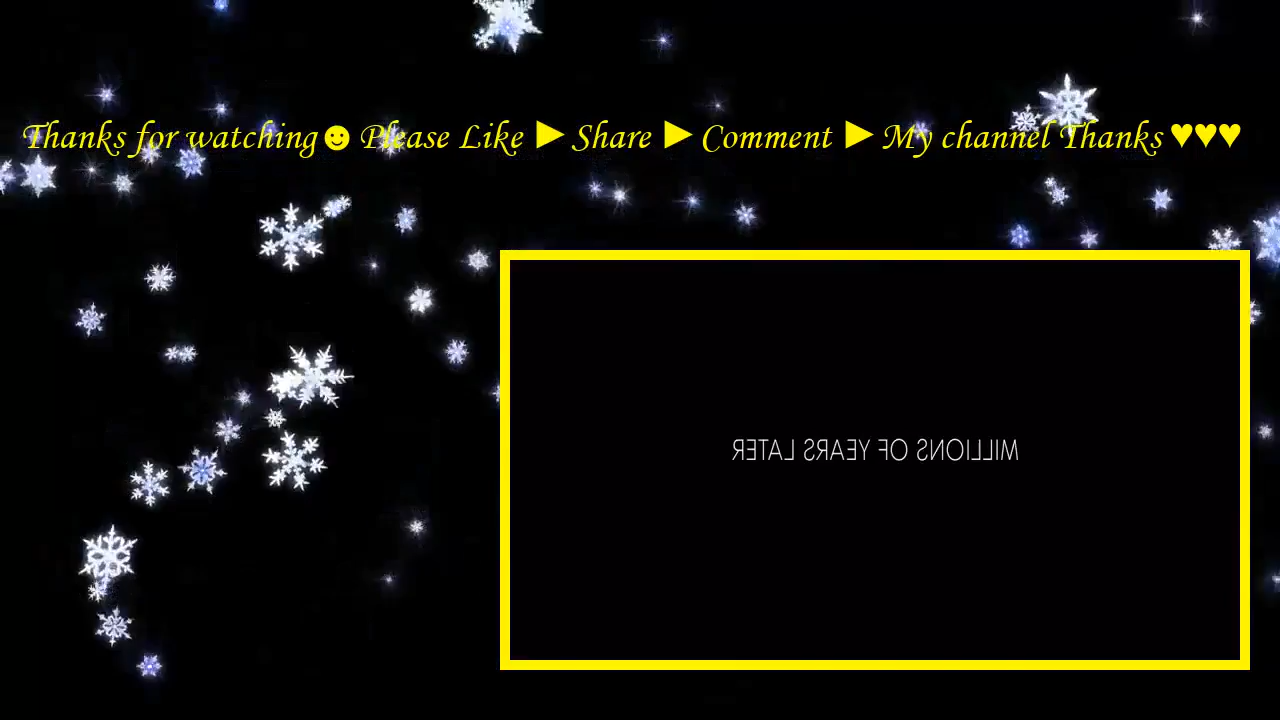 Thanks for watching☻Please Like ► Share ► Comment ► My channel Thanks ♥♥♥
MILLIONS OF YEARS LATER